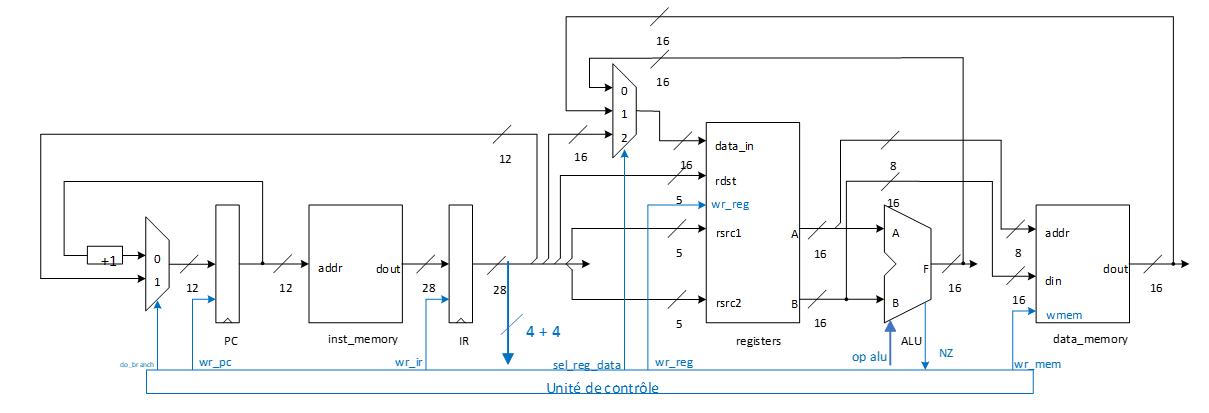 16
16
0
1
2
12
16
16
data_in
8
rdst
5
16
wr_reg
rsrc1
A
16
A
addr
5
8
+1
0
1
12
12
addr
dout
28
28
F
16
din
dout
16
16
rsrc2
B
16
B
5
wmem
4 + 4
PC
inst_memory
IR
registers
ALU
data_memory
do_branch
wr_pc
wr_ir
sel_reg_data
wr_reg
op alu
NZ
wr_mem
Unité de contrôle